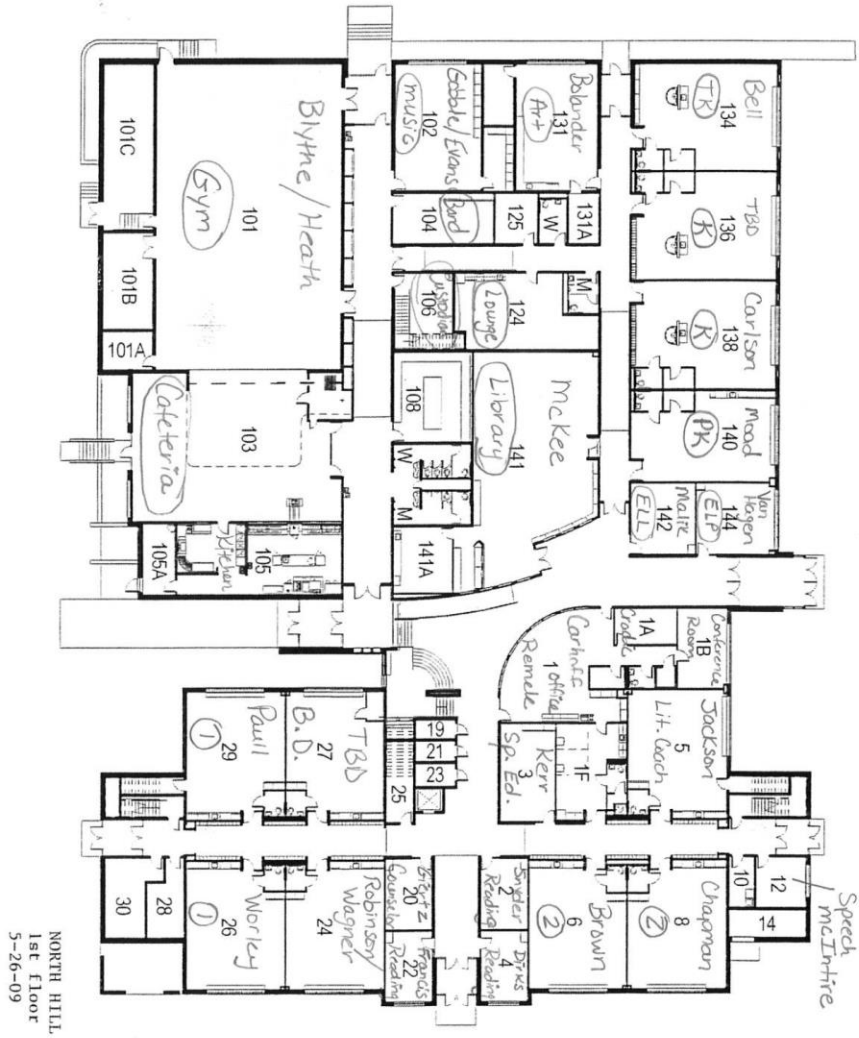 101C
Blythe/Heath
Gym
101
101B
101A
Gobble/Evans
music
102
Bolander
Art
131
104
Band
125
W
131A
106
Custodian
Lounge
124
M
Bell
TK
134
TBD
K
136
Carlson
K
138
Mood
PK
140
Malik
ELL
142
Van Hagen
ELP
144
Cafeteria
103
108
W
M
McKee
Library
141
141A
105A
Kitchen
105
Carhoff
Remele
1 office
1A
Cradle
Conference
Room
1B
Jackson
Lit. Coach
5
Kerr
Sp. Ed.
3
1F
19
21
23
25
Paull
1
29
TBD
B.D.
27
30
28
Worley
1
26
Robinson
Wagner
24
20
Counselor
Francis
Reading
22
Snyder
Reading
2
Dirks
Reading
4
Brown
2
6
Chapman
2
8
10
12
14
Speech
McIntire
NORTH HILL
1st floor
5-26-09